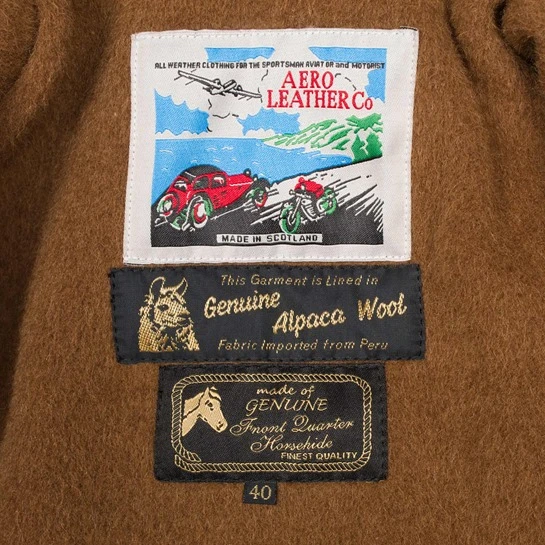 ALL WEATHER CLOTHING FOR THE SPORTSMAN AVIATOR and MOTORIST
AERO
LEATHER Co
MADE IN SCOTLAND
This Garment is Lined in
Genuine
Alpaca Wool
Fabric Imported from Peru
made of
GENUINE
Front Quarter
Horsehide
FINEST QUALITY
40